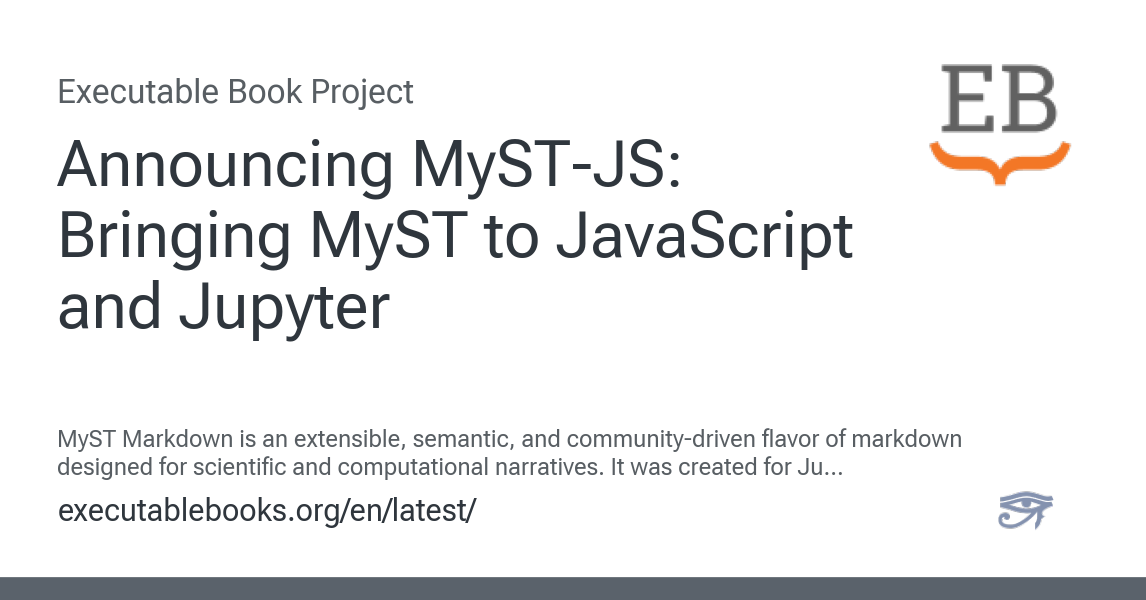 Executable Book Project
EB
Announcing MyST-JS:
Bringing MyST to JavaScript
and Jupyter
MyST Markdown is an extensible, semantic, and community-driven flavor of markdown
designed for scientific and computational narratives. It was created for Ju...
executablebooks.org/en/latest/